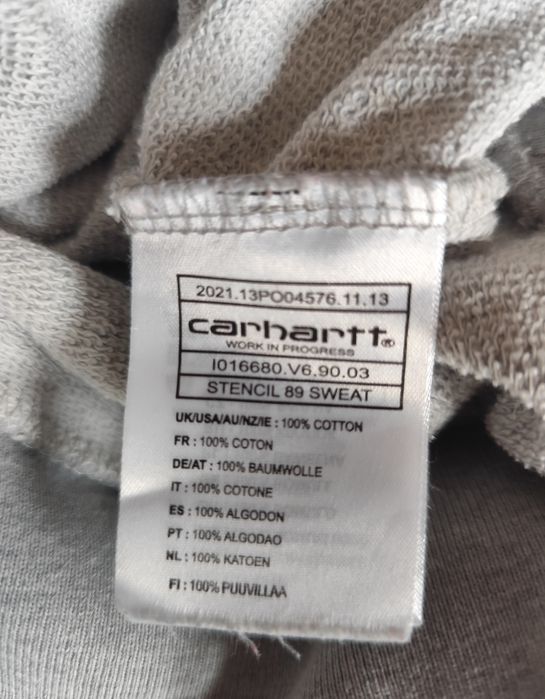 2021.13PO04576.11.13
carhartt®
WORK IN PROGRESS
I016680.V6.90.03
STENCIL 89 SWEAT
UK/USA/AU/NZ/IE : 100% COTTON
FR : 100% COTON
DE/AT : 100% BAUMWOLLE
IT : 100% COTONE
ES : 100% ALGODON
PT : 100% ALGODAO
NL : 100% KATOEN
FI : 100% PUUVILLAA